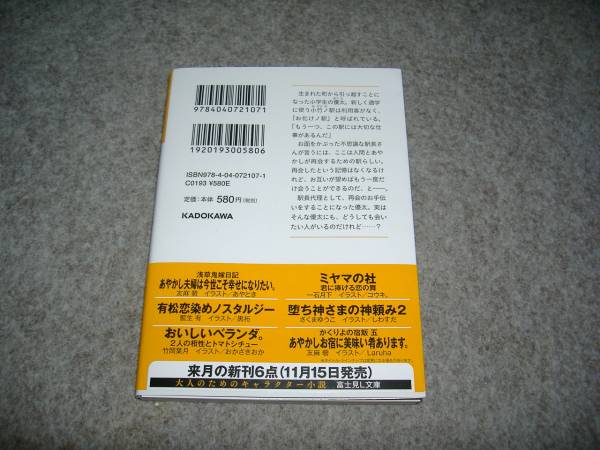 9784040721071
1920193005806
ISBN978-4-04-072107-1
C0193 ¥580E
定価:本体 580円(税別)
KADOKAWA
生まれた町から引っ越すことに
なった小学生の優太。新しく通学
に使う小竹ノ駅は利用客がなく、
『お化けノ駅』と呼ばれている。
「もう一つ、この駅には大切な仕
事があるんだ」
お面をかぶった不思議な駅長さ
んが言うには、ここは人間とあや
かしが再会するための駅らしい。
再会したという記憶はなくなるけ
れど、お互いが望めばもう一度だ
け会うことができるのだ、と――。
駅長代理として、再会のお手伝
いをすることになった優太。実は
そんな優太にも、どうしても会い
たい人がいるのだけれど……?
浅草鬼嫁日記
あやかし夫婦は今世こそ幸せになりたい。
友麻 碧 イラスト/あやとき
ミヤマの社
君に捧げる恋の舞
一石月下 イラスト/コウキ。
有松恋染めノスタルジー
藍生 有 イラスト/黒裄
堕ち神さまの神頼み2
さくまゆうこ イラスト/しわすだ
おいしいベランダ。
2人の相性とトマトシチュー
竹岡葉月 イラスト/おかざきおか
かくりよの宿飯 五
あやかしお宿に美味い肴あります。
友麻 碧 イラスト/Laruha
来月の新刊6点(11月15日発売)
大人のためのキャラクター小説 富士見L文庫